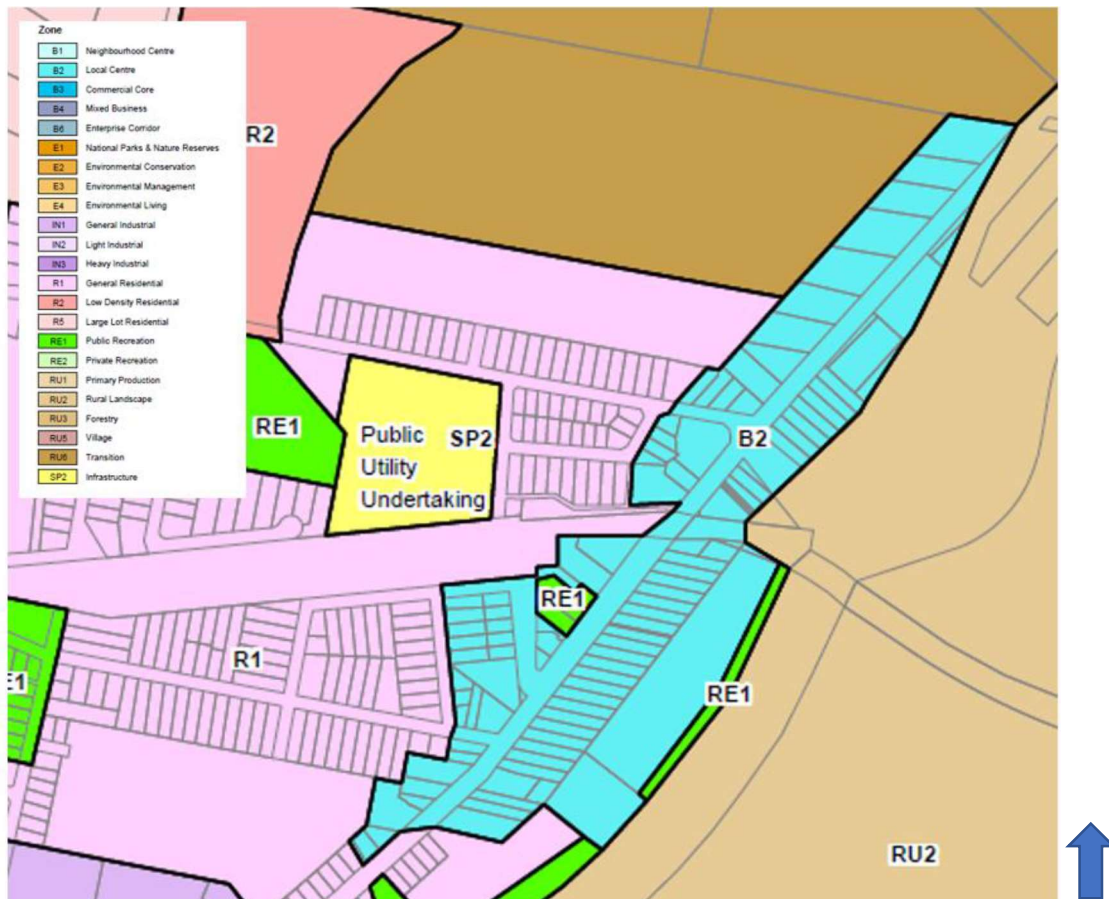 Zone
B1 Neighbourhood Centre
B2 Local Centre
B3 Commercial Core
B4 Mixed Business
B6 Enterprise Corridor
E1 National Parks & Nature Reserves
E2 Environmental Conservation
E3 Environmental Management
E4 Environmental Living
IN1 General Industrial
IN2 Light Industrial
IN3 Heavy Industrial
R1 General Residential
R2 Low Density Residential
R5 Large Lot Residential
RE1 Public Recreation
RE2 Private Recreation
RU1 Primary Production
RU2 Rural Landscape
RU3 Forestry
RU5 Village
RU6 Transition
SP2 Infrastructure
R2
RE1
Public SP2
Utility
Undertaking
B2
RE1
R1
E1
RE1
RU2